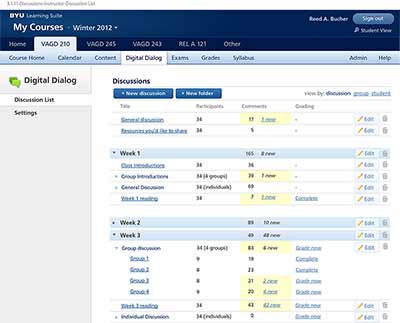 3.1.F1-Discussions-Instructor-Discussion List
BYU Learning Suite
Reed A. Bucher Sign out
My Courses • Winter 2012
Student View
Home VAGD 210 VAGD 245 VAGD 243 REL A 121 Other
Course Home Calendar Content Digital Dialog Exams Grades Syllabus Admin Help
Digital Dialog
Discussion List
Settings
Discussions
+ New discussion + New folder view by: discussion group student
Title Participants Comments Grading
General discussion 34 17 1 new - Edit
Resources you'd like to share 34 5 - Edit
Week 1 165 8 new Edit
Class Introductions 34 36 -
Group Introductions 34 (4 groups) 39 1 new - Edit
General Discussion 34 (individuals) 69 - Edit
Week 1 reading 34 7 1 new Complete Edit
Week 2 89 10 new Edit
Week 3 49 48 new Edit
Group discussion 34 (4 groups) 83 6 new Grade now Edit
Group 1 9 19 Complete
Group 2 8 23 Complete
Group 3 8 21 2 new Grade now
Group 4 9 20 4 new Grade now
Week 3 reading 34 43 42 new Grade now Edit
Individual Discussion 34 (individuals) 0 Grade now Edit